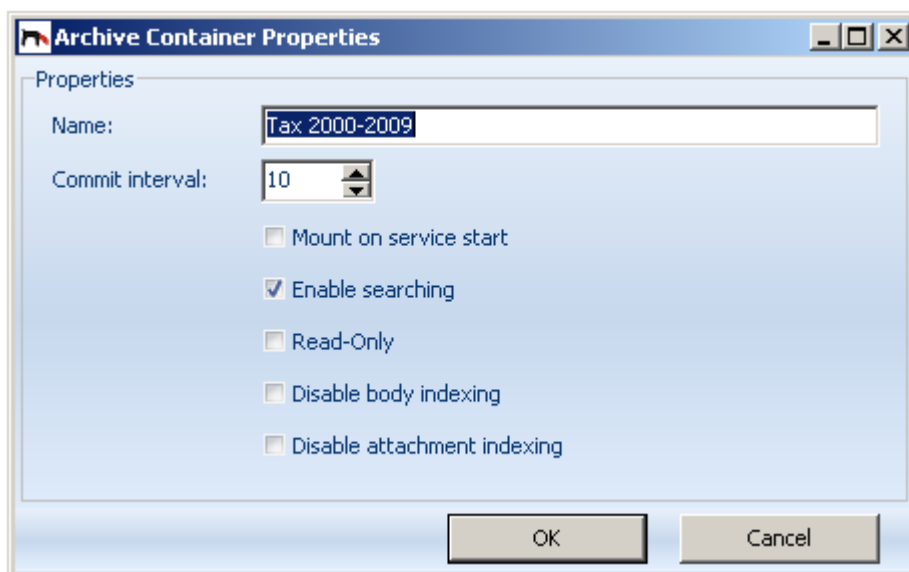 Archive Container Properties
Properties
Name: Tax 2000-2009
Commit interval: 10
Mount on service start
Enable searching
Read-Only
Disable body indexing
Disable attachment indexing
OK Cancel